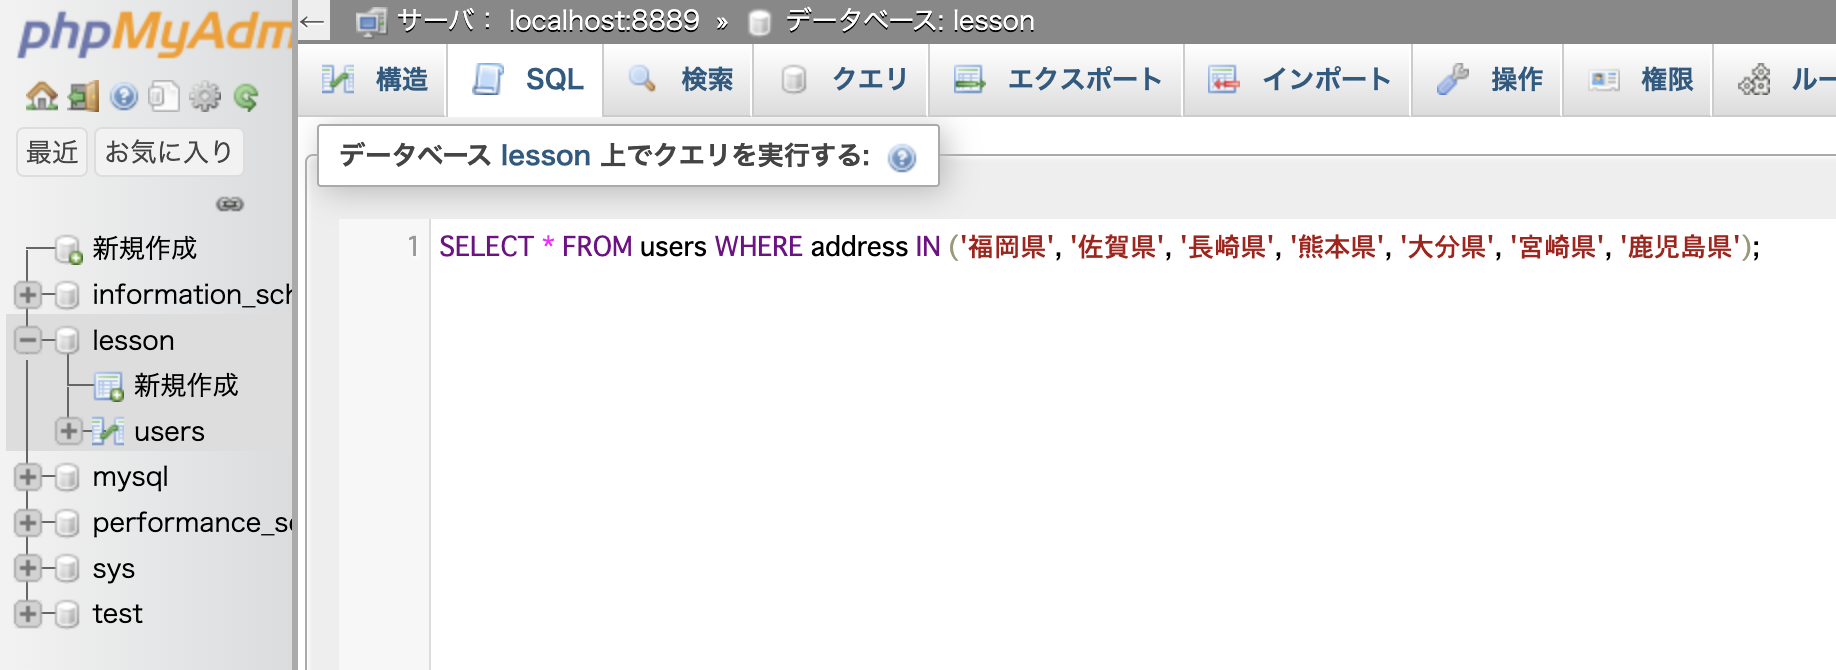 phpMyAdm
最近 お気に入り
新規作成
information_sch
lesson
新規作成
users
mysql
performance_sc
sys
test
← サーバ： localhost:8889 » データベース: lesson
構造 SQL 検索 クエリ エクスポート インポート 操作 権限 ルー
データベース lesson 上でクエリを実行する:
1 SELECT * FROM users WHERE address IN ('福岡県', '佐賀県', '長崎県', '熊本県', '大分県', '宮崎県', '鹿児島県');